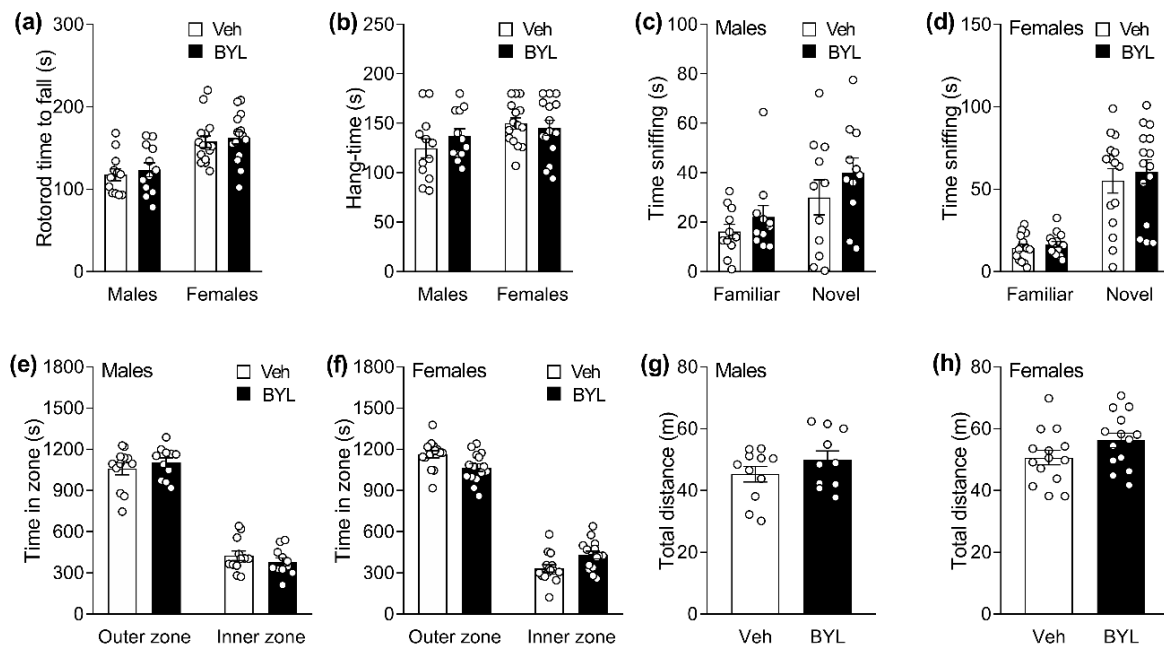 (a)
Veh
BYL
Rotorod time to fall (s)
300
200
100
0
Males
Females
(b)
Veh
BYL
Hang-time (s)
250
200
150
100
50
0
Males
Females
(c)
Males
Veh
BYL
Time sniffing (s)
100
80
60
40
20
0
Familiar
Novel
(d)
Females
Veh
BYL
Time sniffing (s)
150
100
50
0
Familiar
Novel
(e)
Males
Veh
BYL
Time in zone (s)
1800
1500
1200
900
600
300
0
Outer zone
Inner zone
(f)
Females
Veh
BYL
Time in zone (s)
1800
1500
1200
900
600
300
0
Outer zone
Inner zone
(g)
Males
Total distance (m)
80
60
40
20
0
Veh
BYL
(h)
Females
Total distance (m)
80
60
40
20
0
Veh
BYL